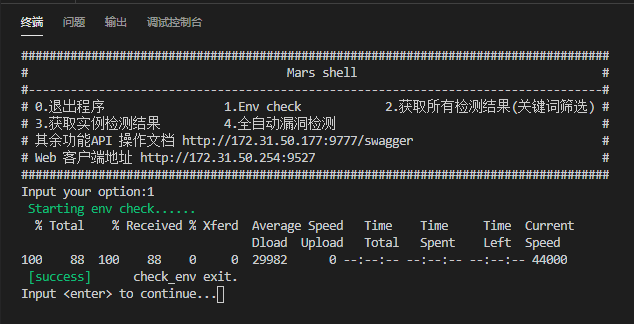 终端 问题 输出 调试控制台
####################################################################################
# Mars shell #
#----------------------------------------------------------------------------------#
# 0.退出程序 1.Env check 2.获取所有检测结果(关键词筛选) #
# 3.获取实例检测结果 4.全自动漏洞检测 #
# 其余功能API 操作文档 http://172.31.50.177:9777/swagger #
# Web 客户端地址 http://172.31.50.254:9527 #
####################################################################################
Input your option:1
Starting env check......
% Total % Received % Xferd Average Speed Time Time Time Current
Dload Upload Total Spent Left Speed
100 88 100 88 0 0 29982 0 --:--:-- --:--:-- --:--:-- 44000
[success] check_env exit.
Input <enter> to continue...